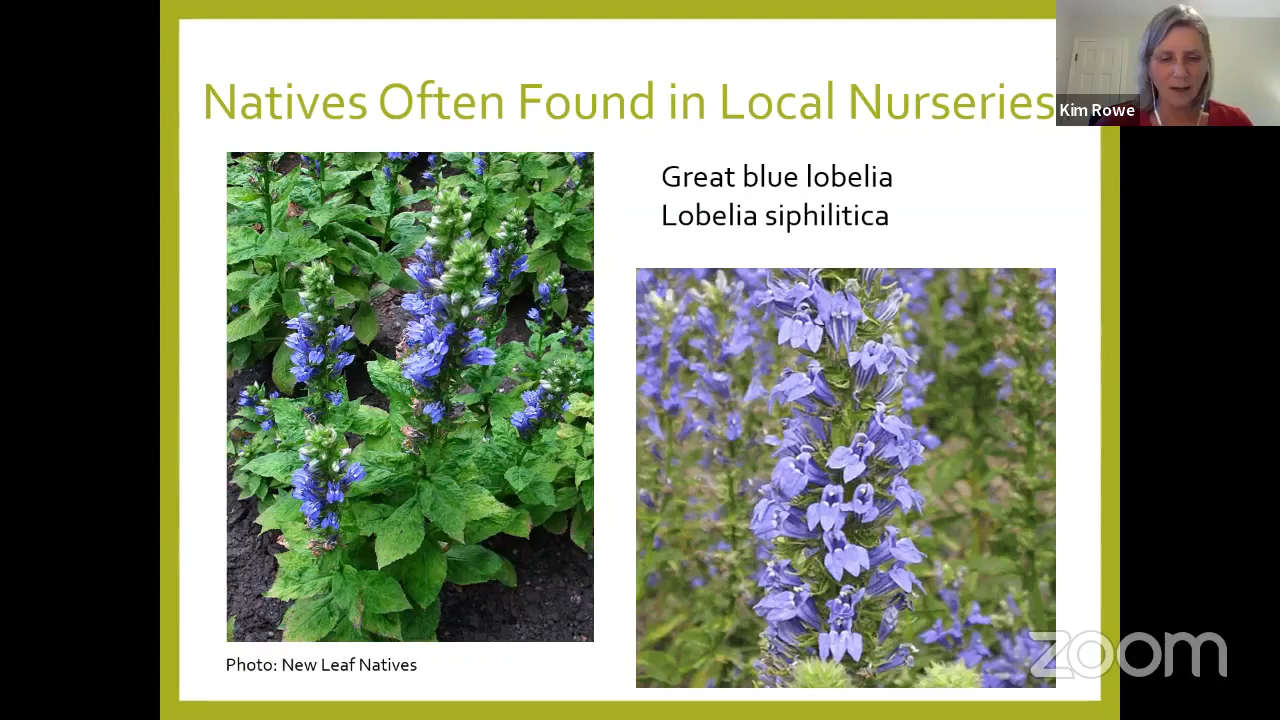 Natives Often Found in Local Nurseries
Kim Rowe
Great blue lobelia
Lobelia siphilitica
Photo: New Leaf Natives
zoom